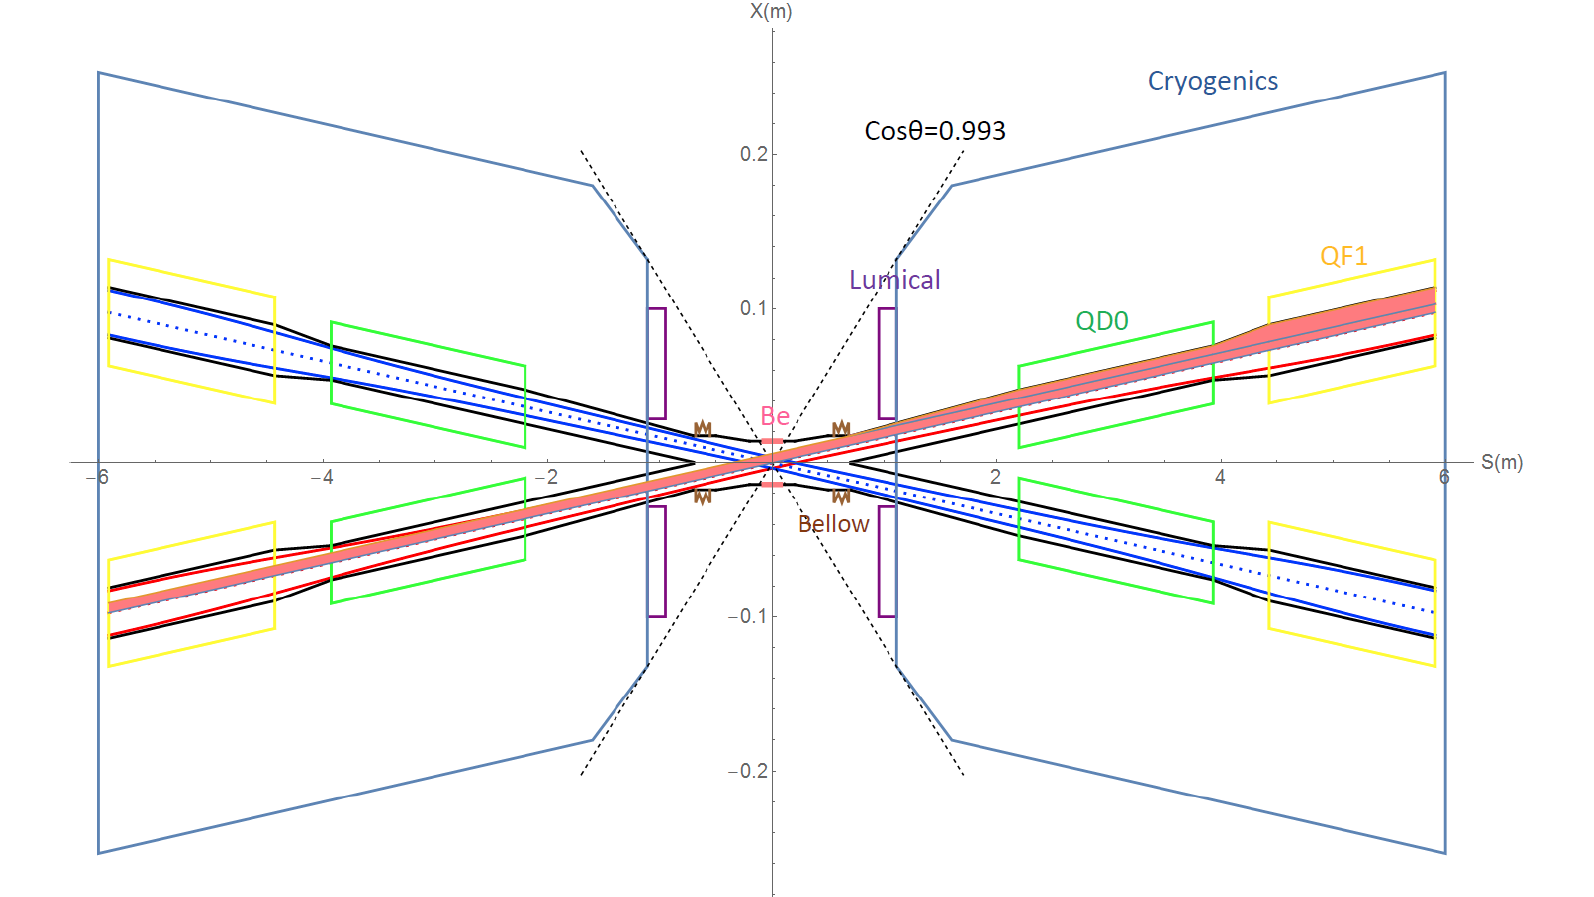 X(m)
Cryogenics
Cosθ=0.993
0.2
QF1
Lumical
0.1
QD0
Be
−6
−4
−2
2
4
6
S(m)
Bellow
−0.1
−0.2